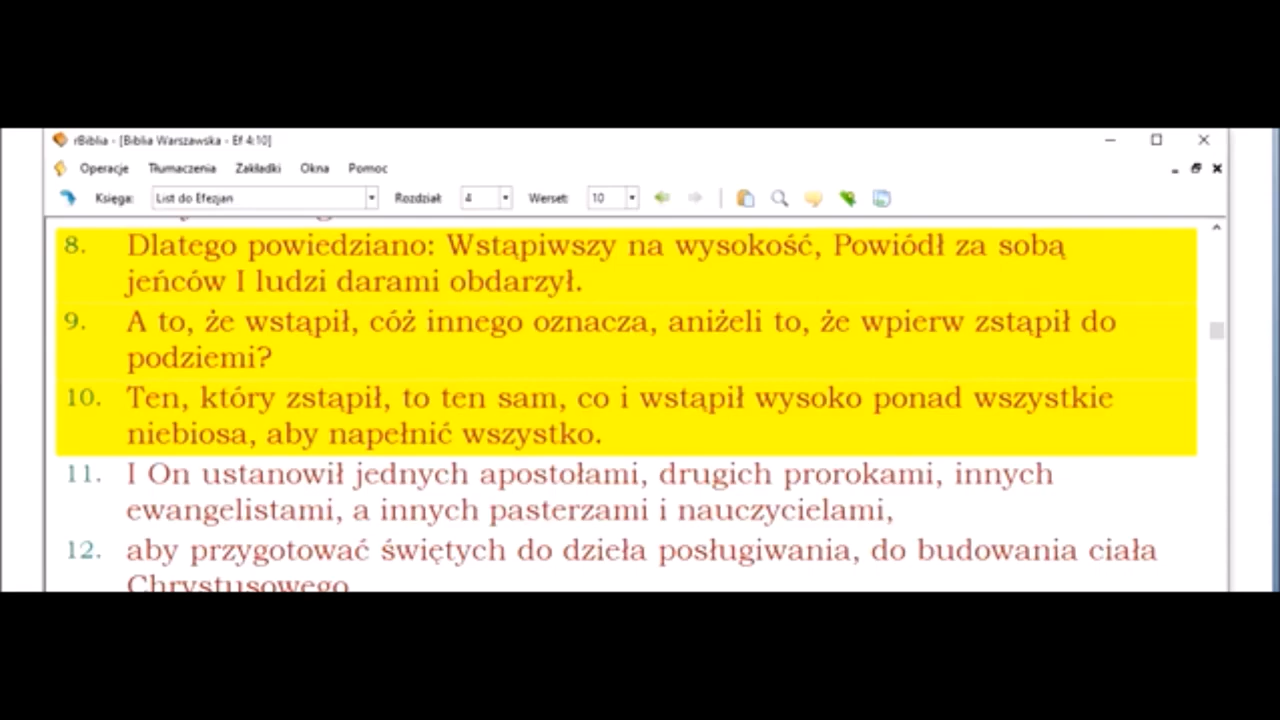 rBiblia - [Biblia Warszawska - Ef 4:10]
Operacje Tłumaczenia Zakładki Okna Pomoc
Księga: List do Efezjan Rozdział: 4 Werset: 10
8. Dlatego powiedziano: Wstąpiwszy na wysokość, Powiódł za sobą
jeńców I ludzi darami obdarzył.
9. A to, że wstąpił, cóż innego oznacza, aniżeli to, że wpierw zstąpił do
podziemi?
10. Ten, który zstąpił, to ten sam, co i wstąpił wysoko ponad wszystkie
niebiosa, aby napełnić wszystko.
11. I On ustanowił jednych apostołami, drugich prorokami, innych
ewangelistami, a innych pasterzami i nauczycielami,
12. aby przygotować świętych do dzieła posługiwania, do budowania ciała
Chrystusowego